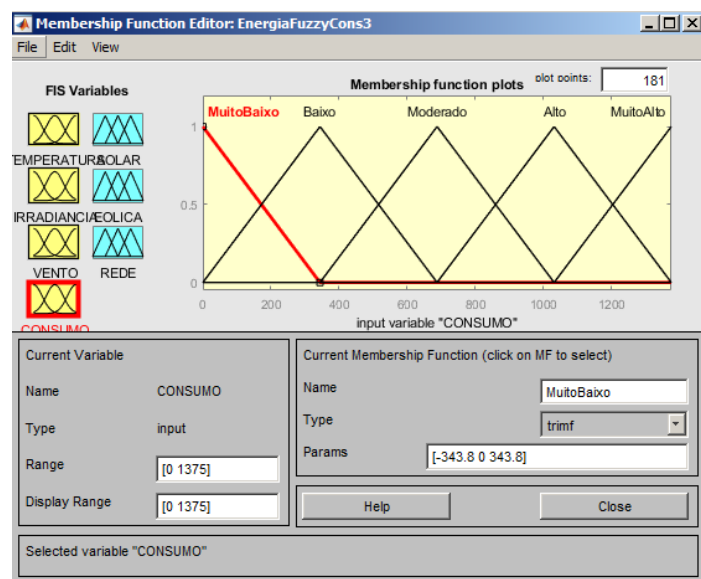 Membership Function Editor: EnergiaFuzzyCons3
File Edit View
FIS Variables
TEMPERATURA SOLAR
IRRADIANCIA EOLICA
VENTO REDE
CONSUMO
Membership function plots plot points: 181
MuitoBaixo Baixo Moderado Alto MuitoAlto
1
0.5
0
0 200 400 600 800 1000 1200
input variable "CONSUMO"
Current Variable
Name CONSUMO
Type input
Range [0 1375]
Display Range [0 1375]
Current Membership Function (click on MF to select)
Name MuitoBaixo
Type trimf
Params [-343.8 0 343.8]
Help Close
Selected variable "CONSUMO"